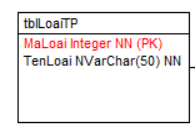 tblLoaiTP
MaLoai Integer NN (PK)
TenLoai NVarChar(50) NN